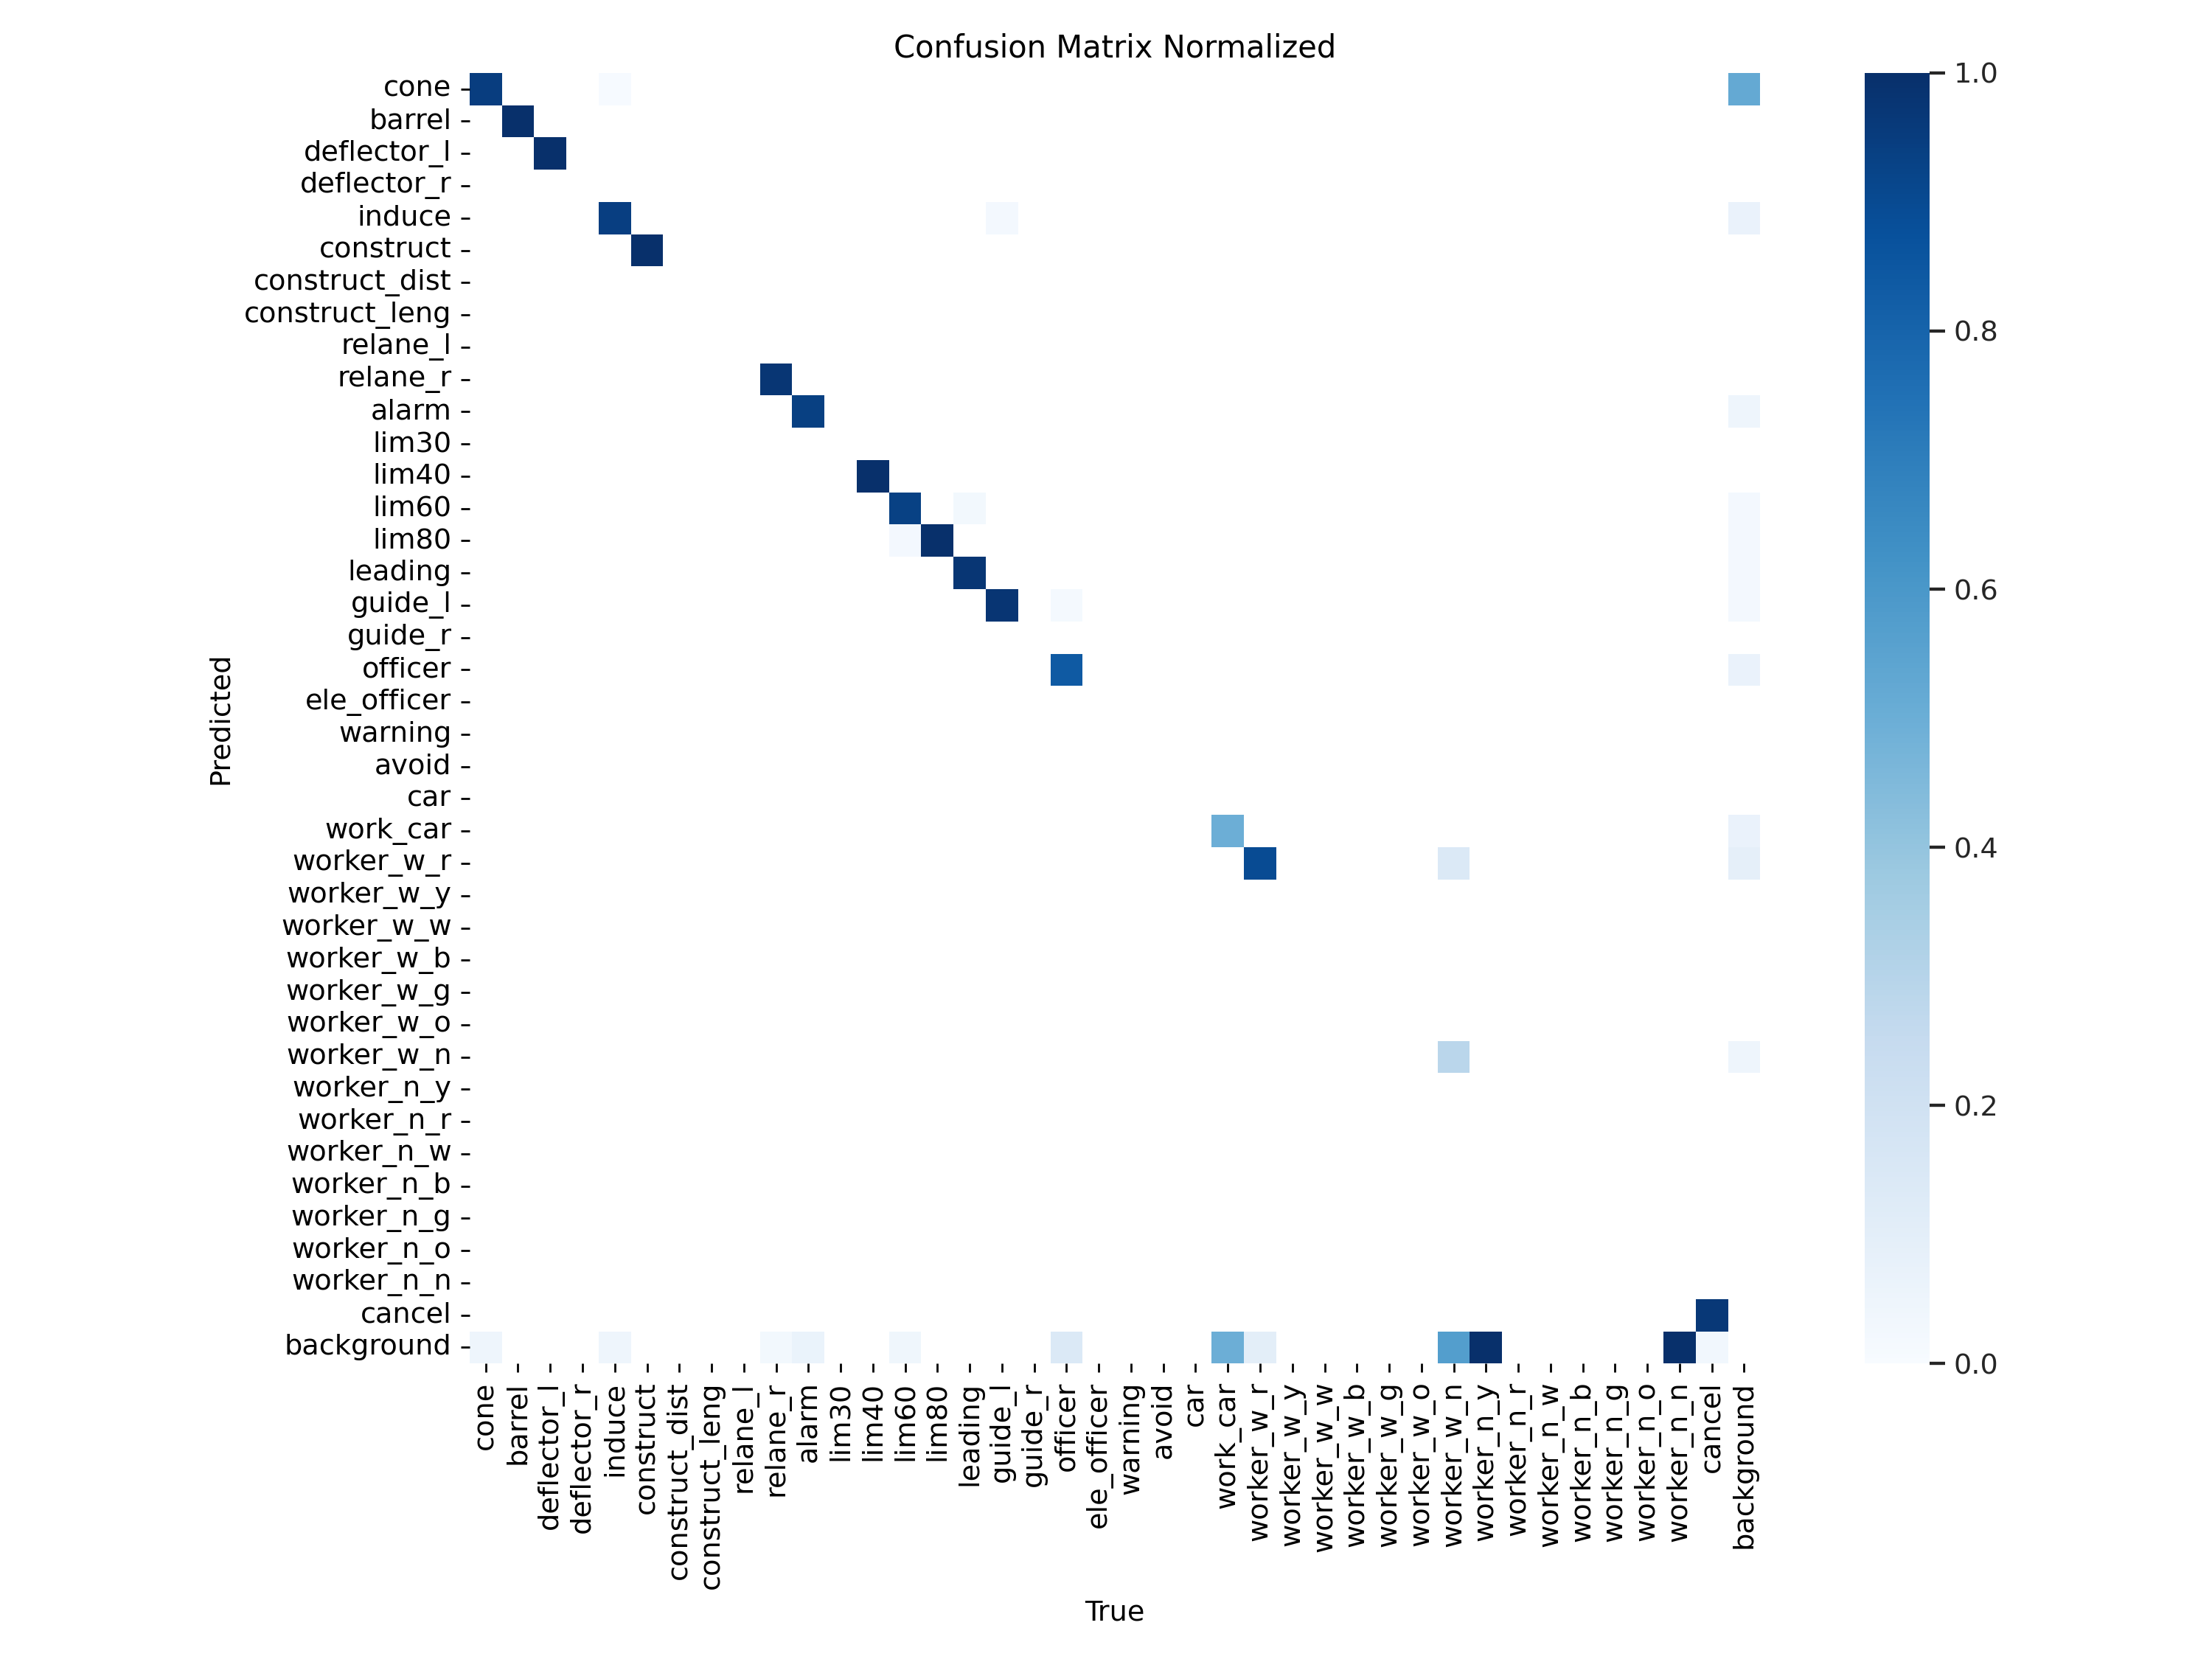 Confusion Matrix Normalized
cone
barrel
deflector_l
deflector_r
induce
construct
construct_dist
construct_leng
relane_l
relane_r
alarm
lim30
lim40
lim60
lim80
leading
guide_l
guide_r
officer
ele_officer
warning
avoid
car
work_car
worker_w_r
worker_w_y
worker_w_w
worker_w_b
worker_w_g
worker_w_o
worker_w_n
worker_n_y
worker_n_r
worker_n_w
worker_n_b
worker_n_g
worker_n_o
worker_n_n
cancel
background
Predicted
cone
barrel
deflector_l
deflector_r
induce
construct
construct_dist
construct_leng
relane_l
relane_r
alarm
lim30
lim40
lim60
lim80
leading
guide_l
guide_r
officer
ele_officer
warning
avoid
car
work_car
worker_w_r
worker_w_y
worker_w_w
worker_w_b
worker_w_g
worker_w_o
worker_w_n
worker_n_y
worker_n_r
worker_n_w
worker_n_b
worker_n_g
worker_n_o
worker_n_n
cancel
background
True
1.0
0.8
0.6
0.4
0.2
0.0